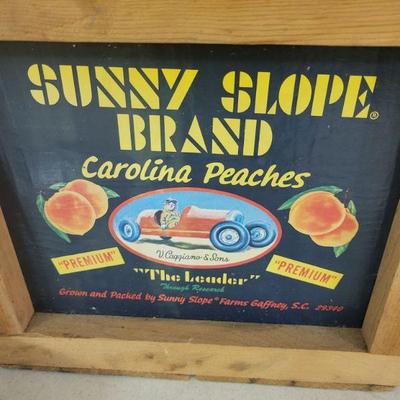 SUNNY SLOPE®
BRAND
Carolina Peaches
V. Caggiano & Sons
"PREMIUM"
"The Leader"
"PREMIUM"
Through Research
Grown and Packed by Sunny Slope® Farms Gaffney, S.C. 29340